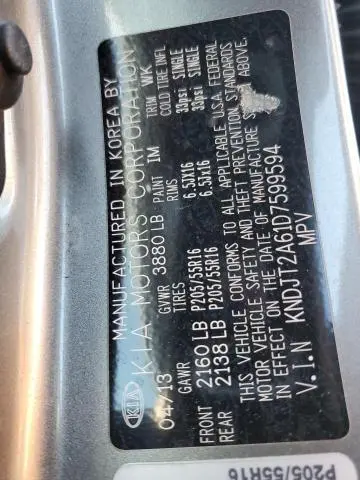 MANUFACTURED IN KOREA BY
KIA KIA MOTORS CORPORATION
04/13 GVWR 3880 LB PAINT IM TRIM WK
GAWR TIRES RIMS COLD TIRE INFL
FRONT 2160 LB P205/55R16 6.5JX16 33psi SINGLE
REAR 2138 LB P205/55R16 6.5JX16 33psi SINGLE
THIS VEHICLE CONFORMS TO ALL APPLICABLE U.S.A. FEDERAL
MOTOR VEHICLE SAFETY AND THEFT PREVENTION STANDARDS
IN EFFECT ON THE DATE OF MANUFACTURE ABOVE.
V.I.N KNDJT2A61D7599594
MPV
P205/55R16